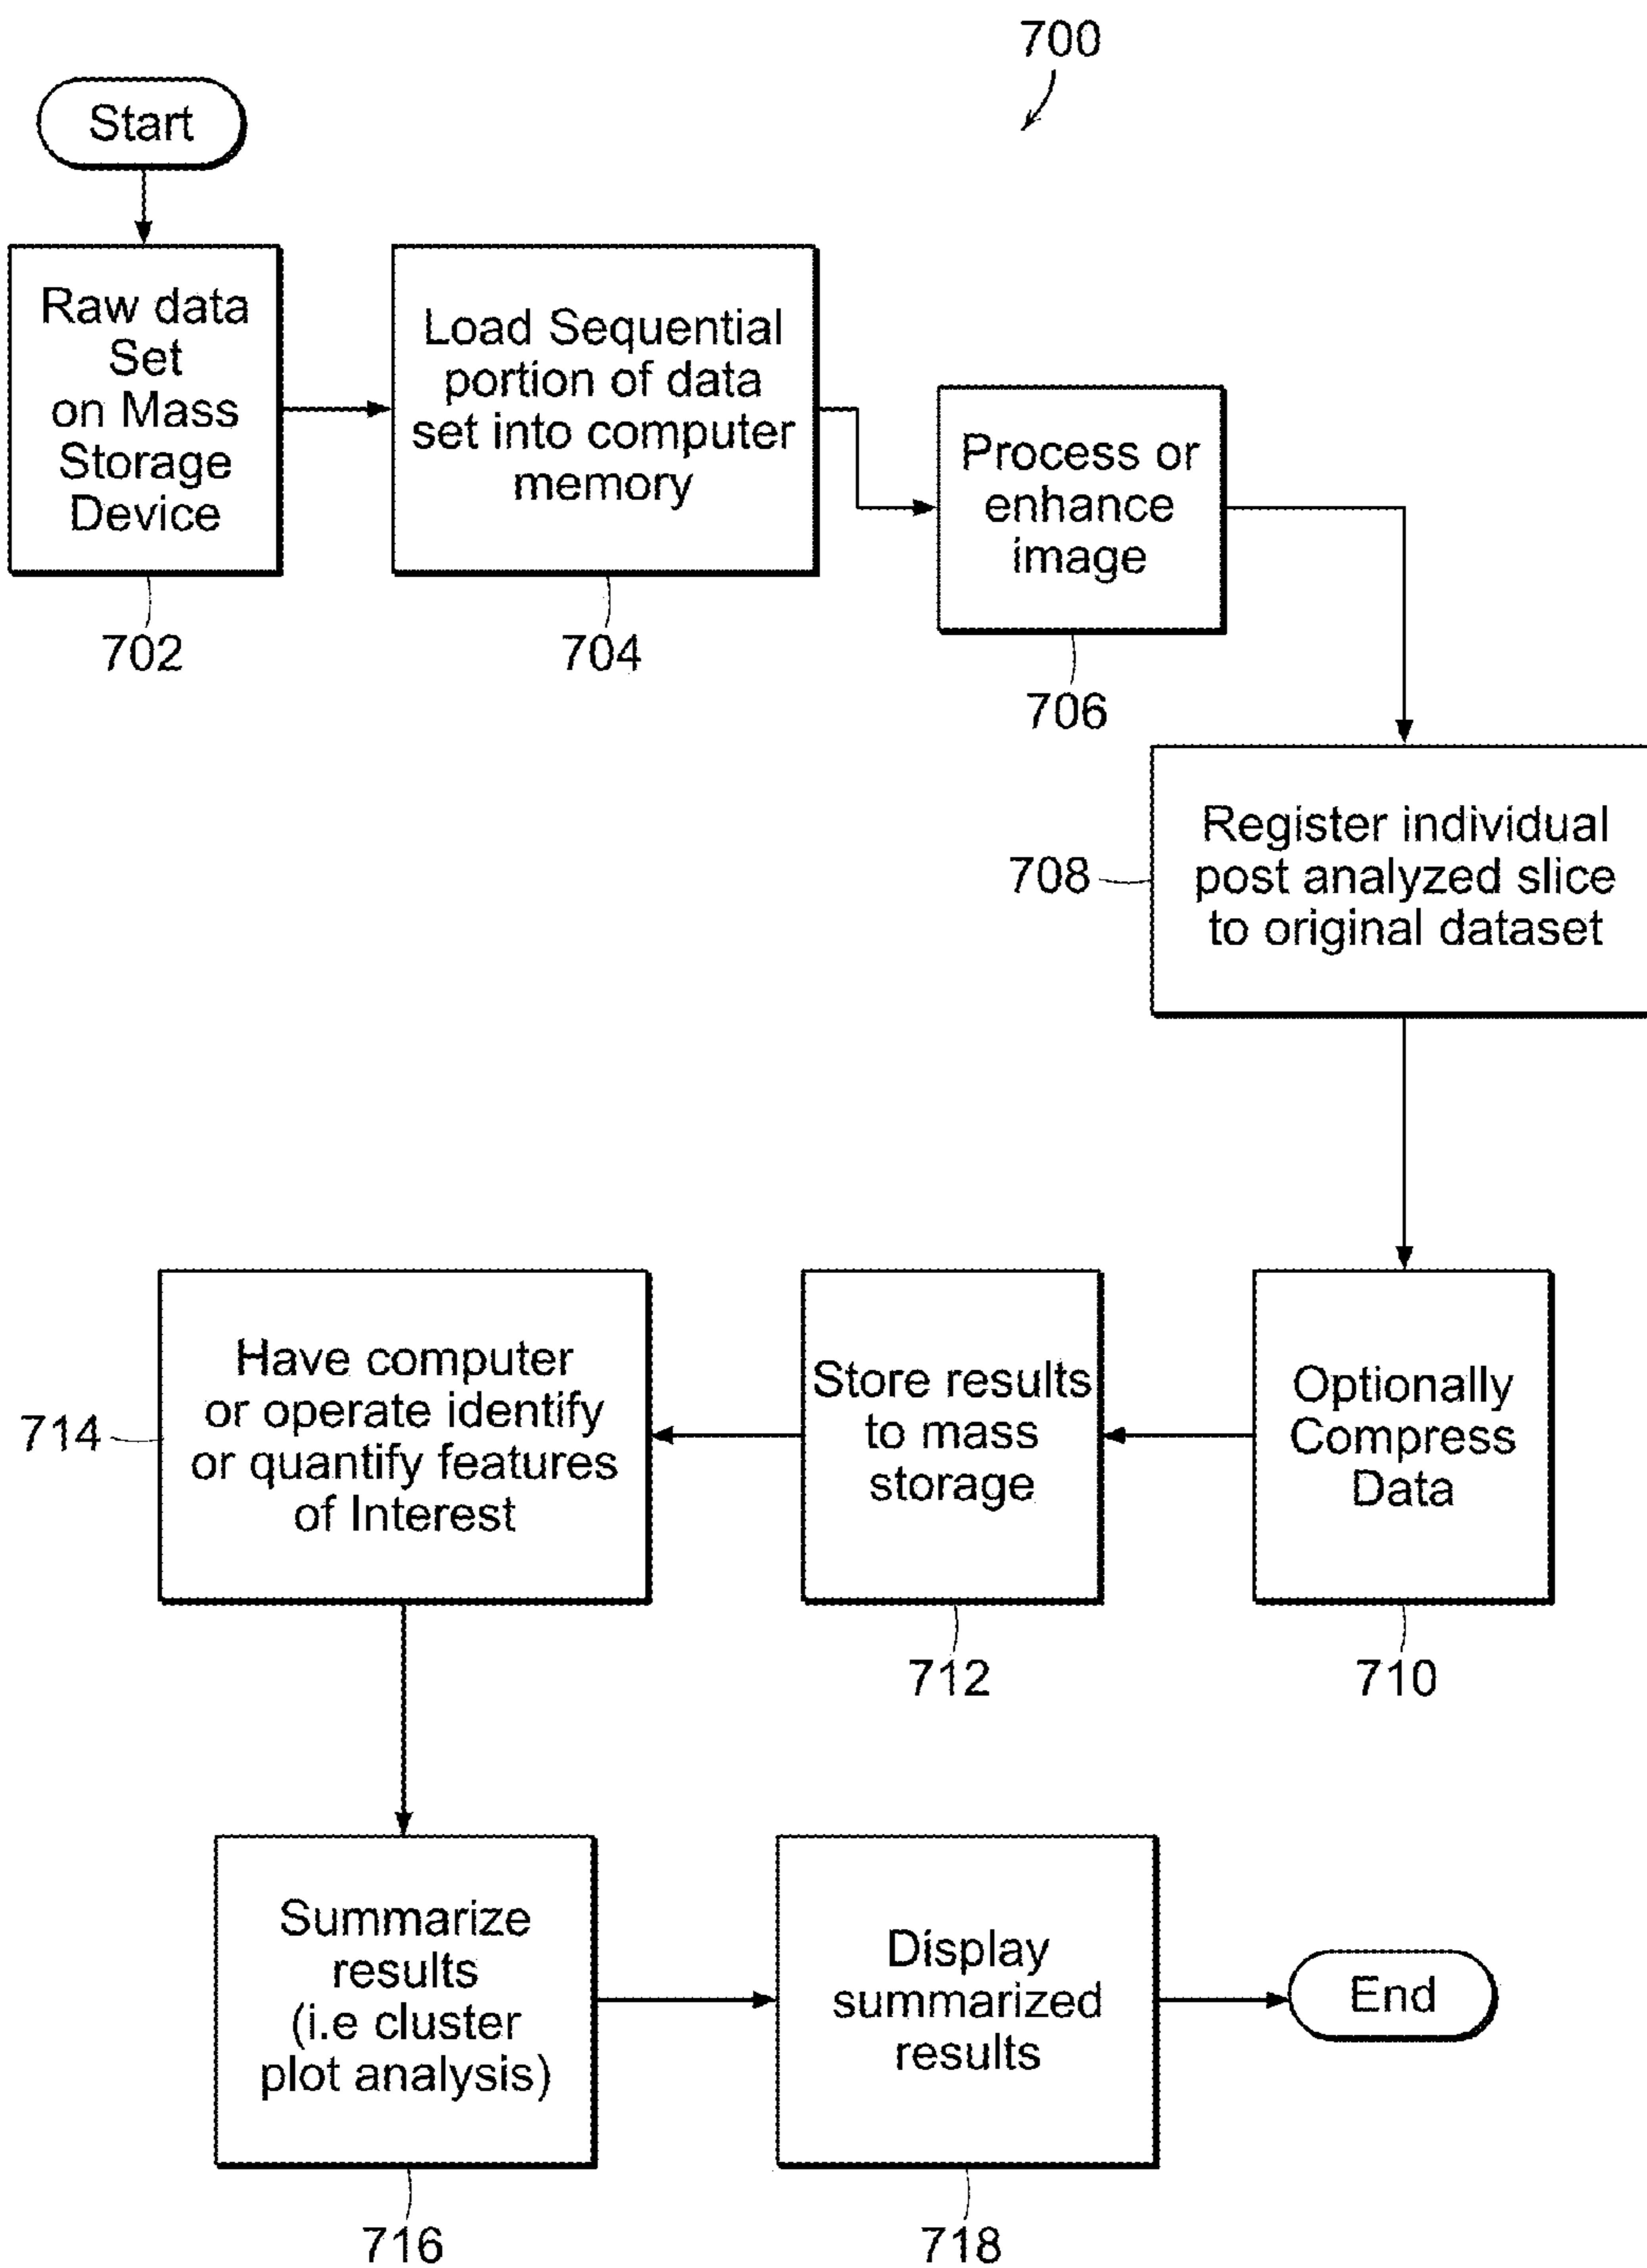 700
Start
Raw data
Set
on Mass
Storage
Device
702
Load Sequential
portion of data
set into computer
memory
704
Process or
enhance
image
706
Register individual
post analyzed slice
to original dataset
708
Optionally
Compress
Data
710
Store results
to mass
storage
712
Have computer
or operate identify
or quantify features
of Interest
714
Summarize
results
(i.e cluster
plot analysis)
716
Display
summarized
results
718
End